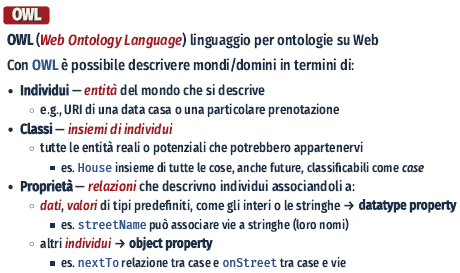 OWL
OWL (Web Ontology Language) linguaggio per ontologie su Web
Con OWL è possibile descrivere mondi/domini in termini di:
• Individui — entità del mondo che si descrive
◦ e.g., URI di una data casa o una particolare prenotazione
• Classi — insiemi di individui
◦ tutte le entità reali o potenziali che potrebbero appartenervi
▪ es. House insieme di tutte le cose, anche future, classificabili come case
• Proprietà — relazioni che descrivno individui associandoli a:
◦ dati, valori di tipi predefiniti, come gli interi o le stringhe → datatype property
▪ es. streetName può associare vie a stringhe (loro nomi)
◦ altri individui → object property
▪ es. nextTo relazione tra case e onStreet tra case e vie